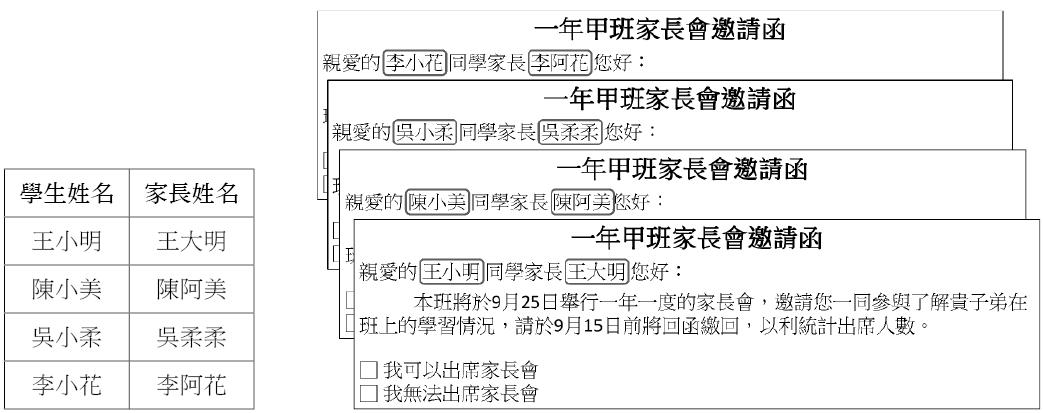 學生姓名 家長姓名
王小明 王大明
陳小美 陳阿美
吳小柔 吳柔柔
李小花 李阿花
一年甲班家長會邀請函
親愛的李小花同學家長李阿花您好：
一年甲班家長會邀請函
親愛的吳小柔同學家長吳柔柔您好：
一年甲班家長會邀請函
親愛的陳小美同學家長陳阿美您好：
一年甲班家長會邀請函
親愛的王小明同學家長王大明您好：
本班將於9月25日舉行一年一度的家長會，邀請您一同參與了解貴子弟在
班上的學習情況，請於9月15日前將回函繳回，以利統計出席人數。
□ 我可以出席家長會
□ 我無法出席家長會